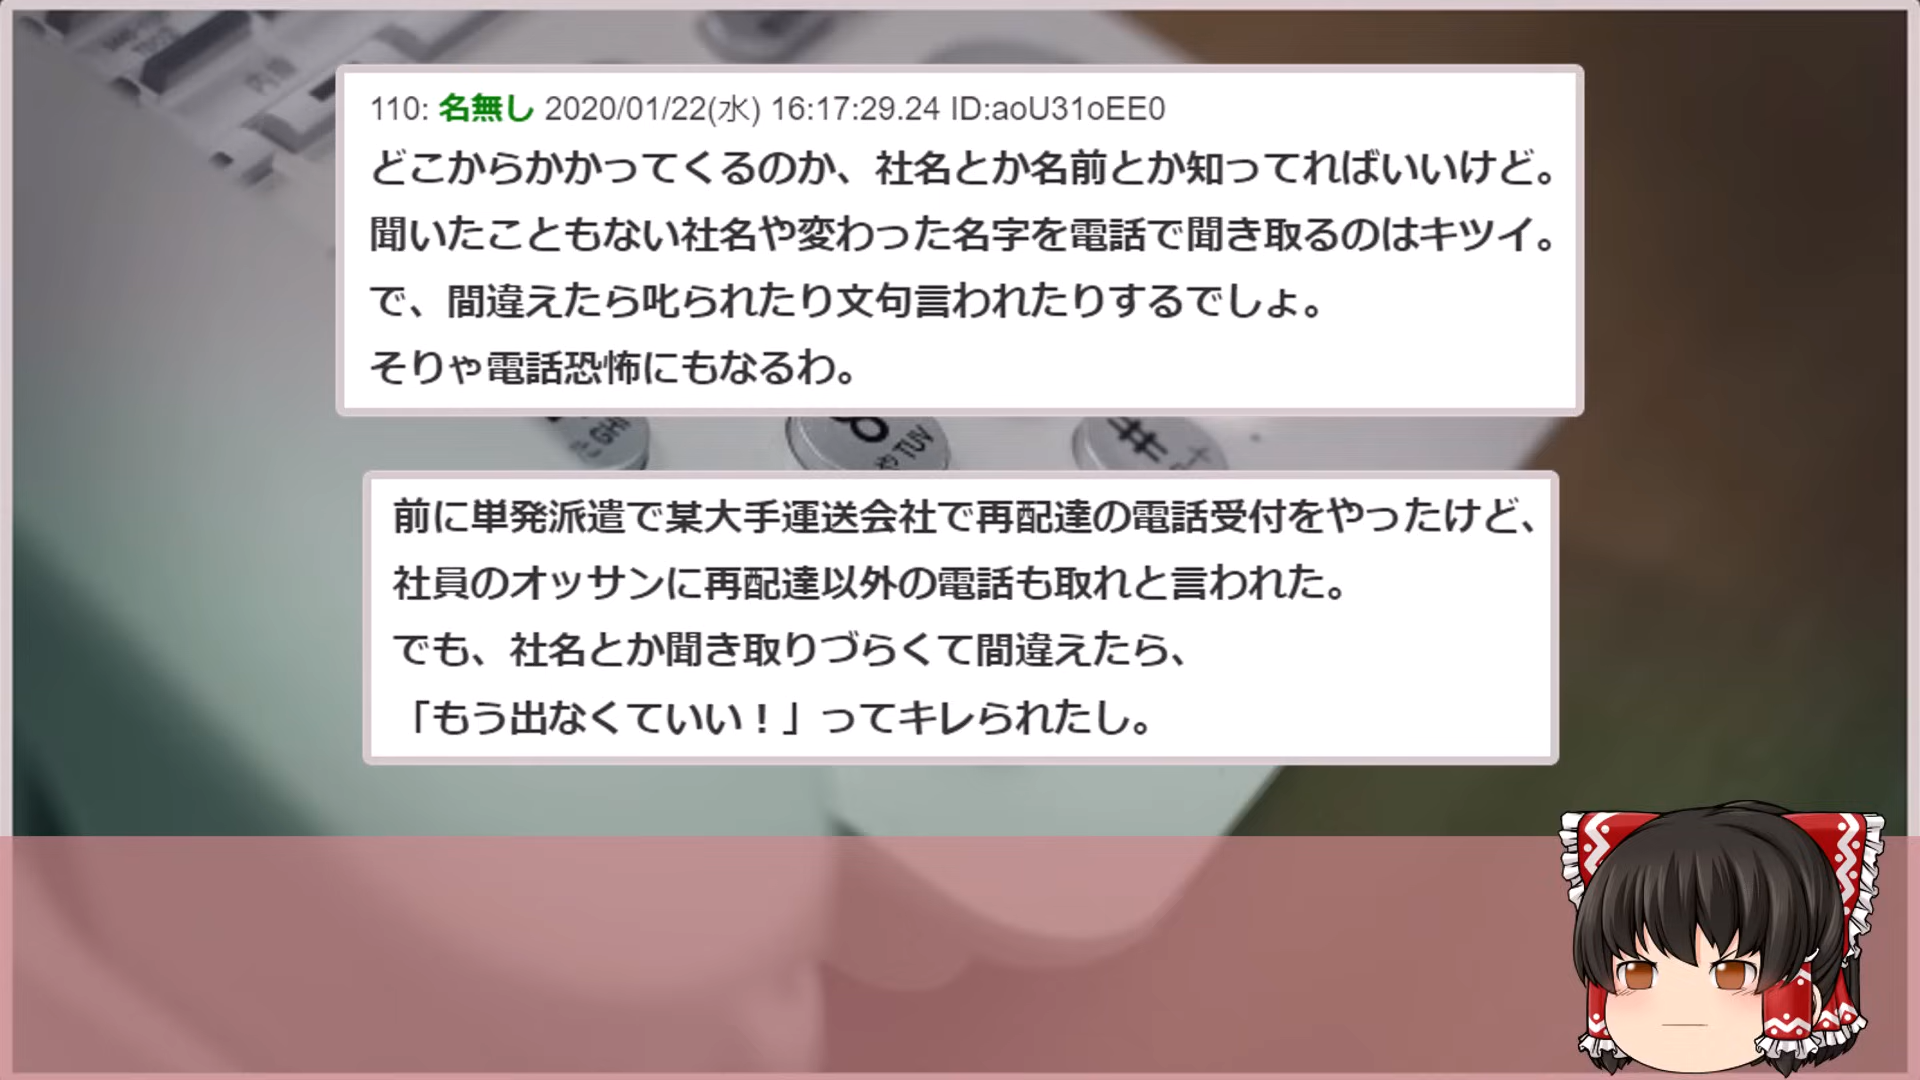 110: 名無し 2020/01/22(水) 16:17:29.24 ID:aoU31oEE0
どこからかかってくるのか、社名とか名前とか知ってればいいけど。
聞いたこともない社名や変わった名字を電話で聞き取るのはキツイ。
で、間違えたら叱られたり文句言われたりするでしょ。
そりゃ電話恐怖にもなるわ。
GHI
8
や TUV
#
前に単発派遣で某大手運送会社で再配達の電話受付をやったけど、
社員のオッサンに再配達以外の電話も取れと言われた。
でも、社名とか聞き取りづらくて間違えたら、
「もう出なくていい！」ってキレられたし。